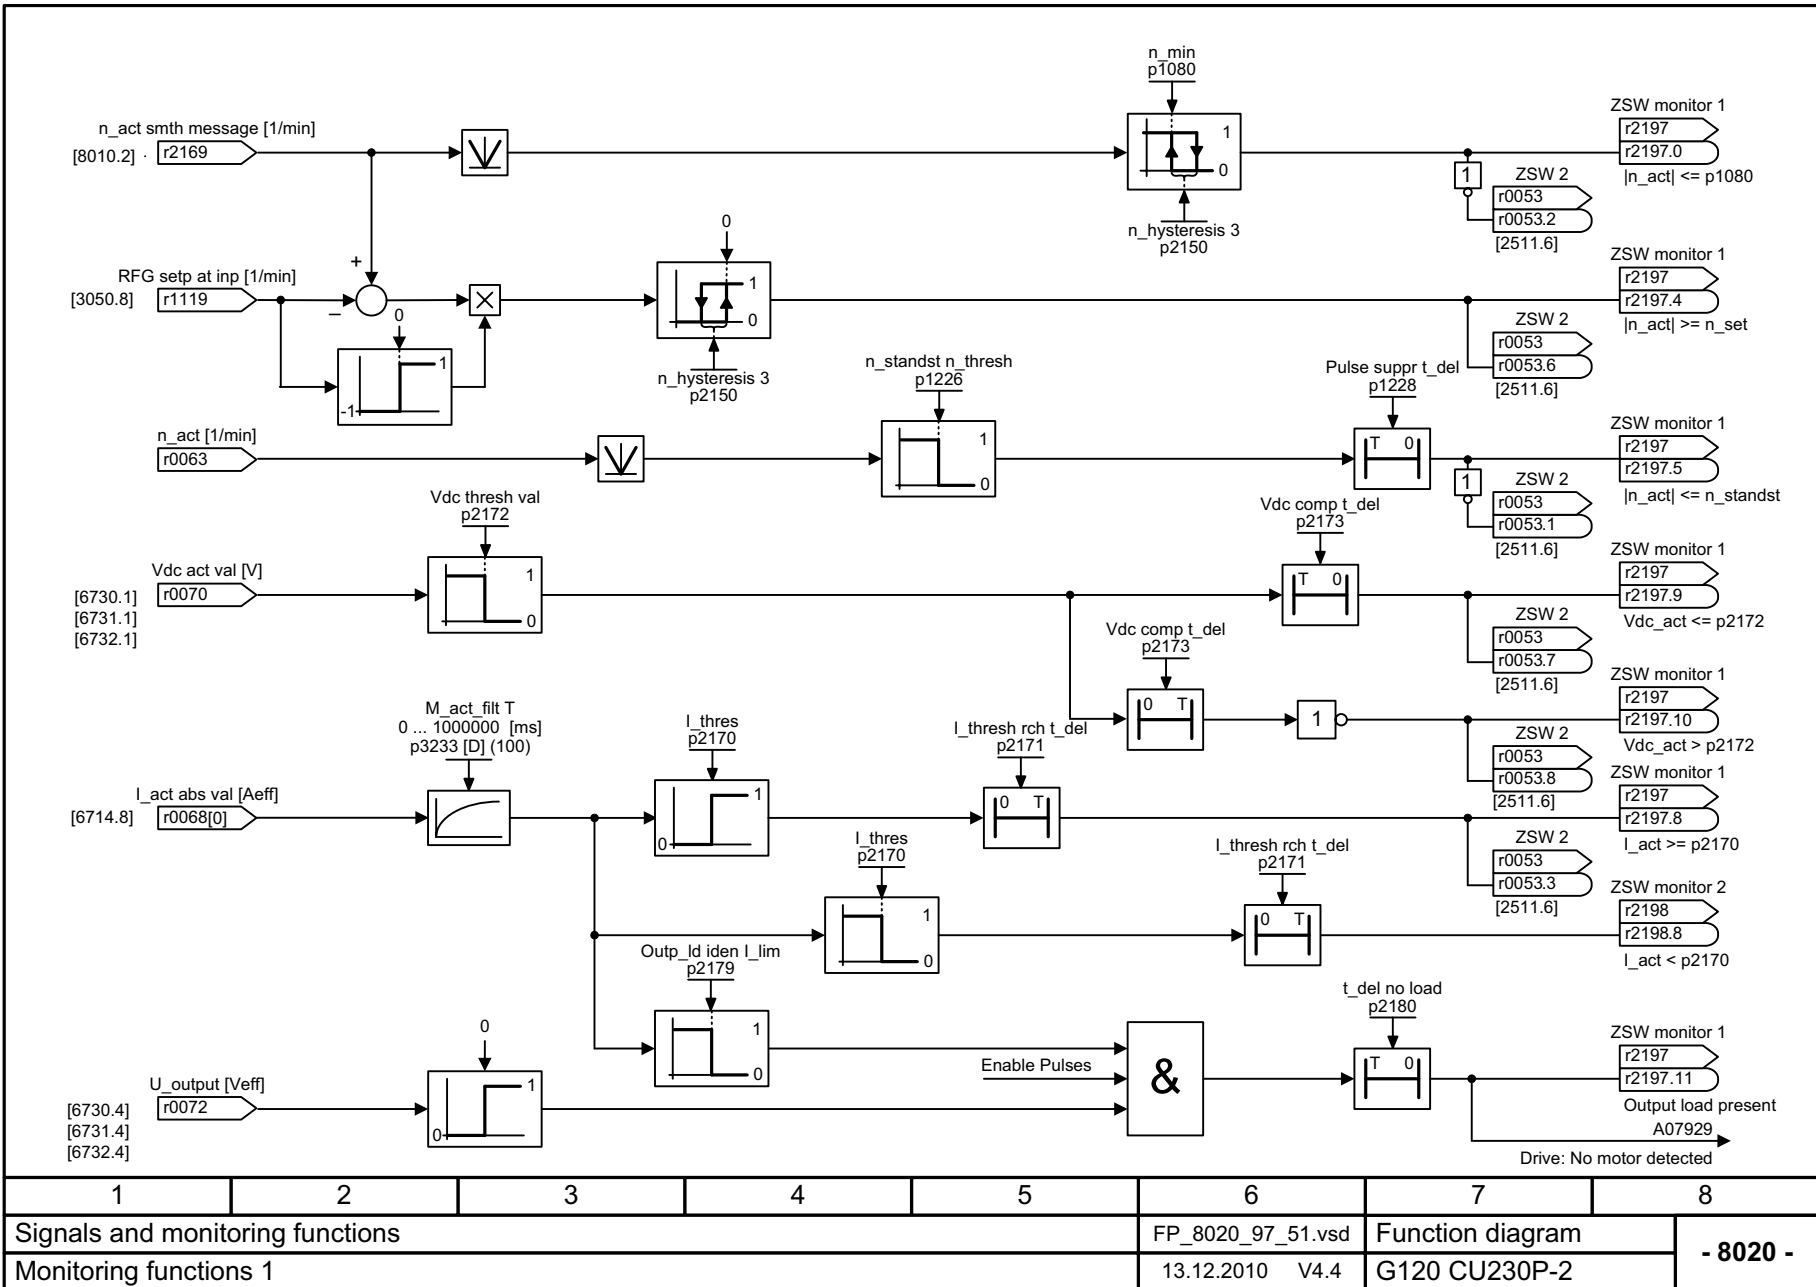 n_min
p1080
1
0
n_hysteresis 3
p2150
n_act smth message [1/min]
[8010.2] .
r2169
ZSW monitor 1
r2197
r2197.0
|n_act| <= p1080
1
ZSW 2
r0053
r0053.2
[2511.6]
RFG setp at inp [1/min]
[3050.8]
r1119
+
–
0
1
-1
×
0
1
0
n_hysteresis 3
p2150
ZSW monitor 1
r2197
r2197.4
|n_act| >= n_set
ZSW 2
r0053
r0053.6
[2511.6]
n_act [1/min]
r0063
n_standst n_thresh
p1226
1
0
Pulse suppr t_del
p1228
T 0
ZSW monitor 1
r2197
r2197.5
|n_act| <= n_standst
1
ZSW 2
r0053
r0053.1
[2511.6]
Vdc thresh val
p2172
1
0
Vdc act val [V]
r0070
[6730.1]
[6731.1]
[6732.1]
Vdc comp t_del
p2173
T 0
ZSW monitor 1
r2197
r2197.9
Vdc_act <= p2172
ZSW 2
r0053
r0053.7
[2511.6]
Vdc comp t_del
p2173
0 T
1
ZSW monitor 1
r2197
r2197.10
Vdc_act > p2172
ZSW 2
r0053
r0053.8
[2511.6]
M_act_filt T
0 ... 1000000 [ms]
p3233 [D] (100)
I_act abs val [Aeff]
[6714.8]
r0068[0]
I_thres
p2170
1
0
I_thresh rch t_del
p2171
0 T
ZSW monitor 1
r2197
r2197.8
I_act >= p2170
ZSW 2
r0053
r0053.3
[2511.6]
I_thres
p2170
1
0
I_thresh rch t_del
p2171
0 T
ZSW monitor 2
r2198
r2198.8
I_act < p2170
Outp_ld iden I_lim
p2179
1
0
Enable Pulses
&
t_del no load
p2180
T 0
ZSW monitor 1
r2197
r2197.11
Output load present
A07929
Drive: No motor detected
U_output [Veff]
r0072
[6730.4]
[6731.4]
[6732.4]
0
1
0
1 2 3 4 5 6 7 8
Signals and monitoring functions
FP_8020_97_51.vsd
Function diagram
- 8020 -
Monitoring functions 1
13.12.2010 V4.4
G120 CU230P-2